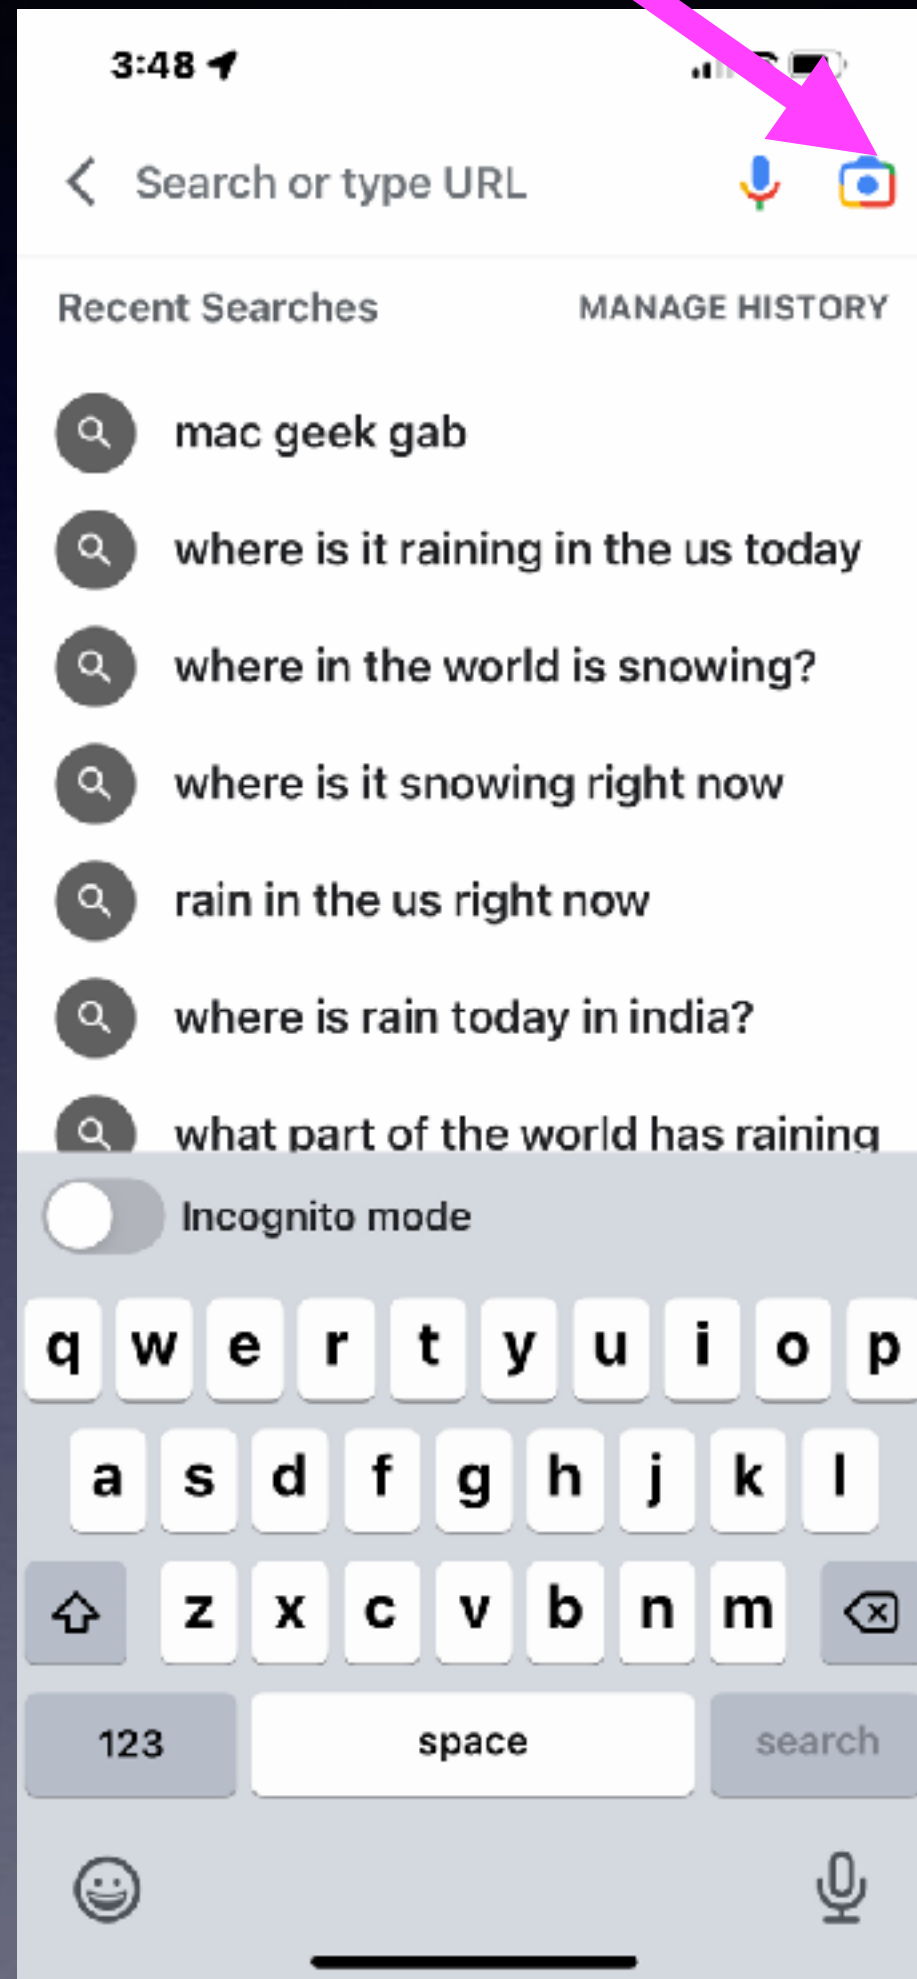 3:48
Search or type URL
Recent Searches MANAGE HISTORY
mac geek gab
where is it raining in the us today
where in the world is snowing?
where is it snowing right now
rain in the us right now
where is rain today in india?
what part of the world has raining
Incognito mode
q w e r t y u i o p
a s d f g h j k l
z x c v b n m
123 space search